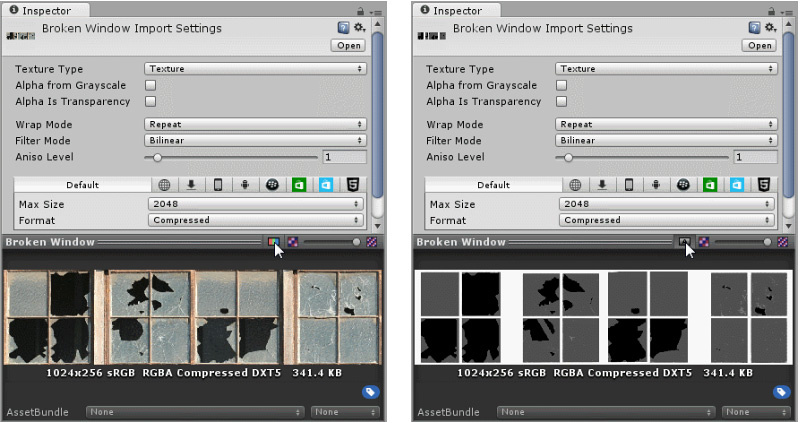 Inspector
Broken Window Import Settings
Open
Texture Type Texture
Alpha from Grayscale
Alpha Is Transparency
Wrap Mode Repeat
Filter Mode Bilinear
Aniso Level 1
Default
Max Size 2048
Format Compressed
Broken Window
1024x256 sRGB RGBA Compressed DXT5 341.4 KB
AssetBundle None None
Inspector
Broken Window Import Settings
Open
Texture Type Texture
Alpha from Grayscale
Alpha Is Transparency
Wrap Mode Repeat
Filter Mode Bilinear
Aniso Level 1
Default
Max Size 2048
Format Compressed
Broken Window
1024x256 sRGB RGBA Compressed DXT5 341.4 KB
AssetBundle None None